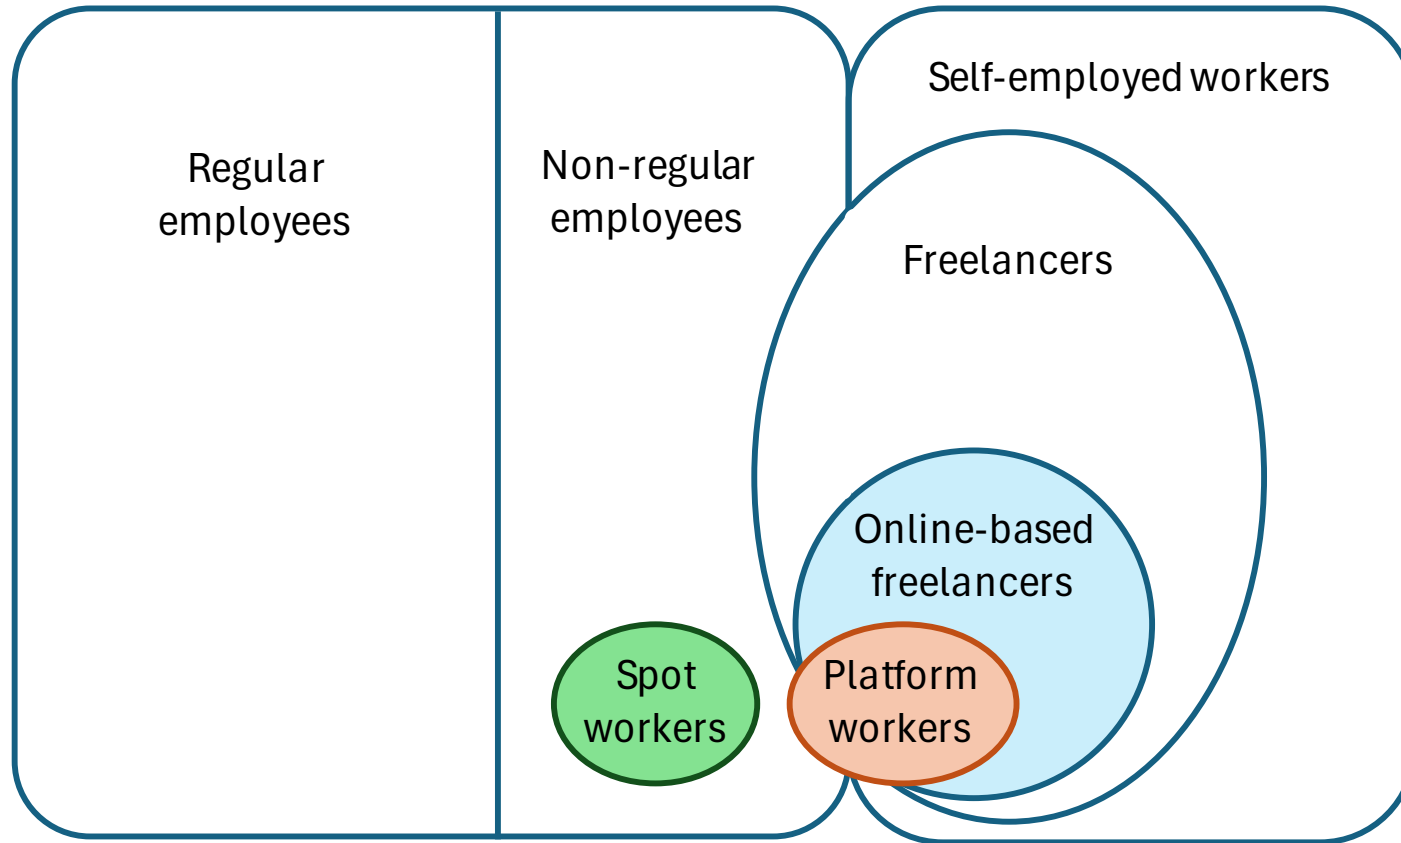 Regular
employees
Non-regular
employees
Self-employed workers
Freelancers
Online-based
freelancers
Spot
workers
Platform
workers